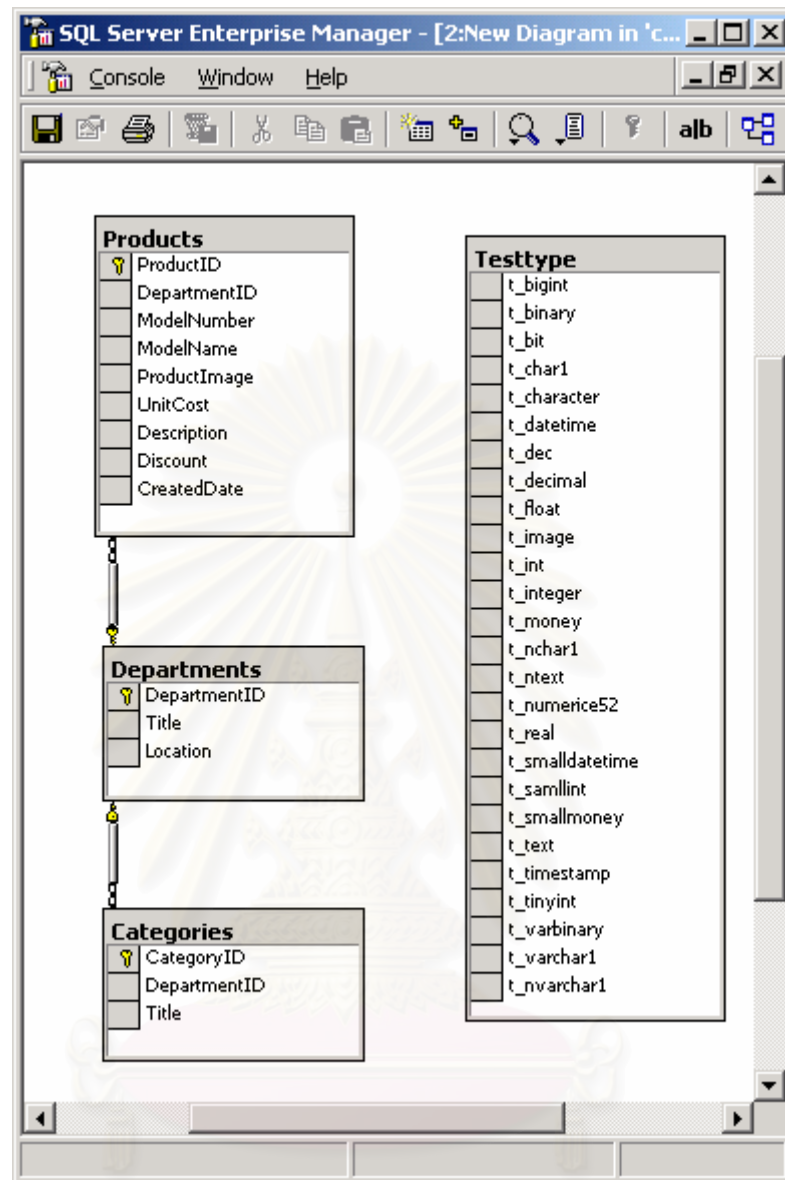 SQL Server Enterprise Manager - [2:New Diagram in 'c...
Console Window Help
a|b
Products
ProductID
DepartmentID
ModelNumber
ModelName
ProductImage
UnitCost
Description
Discount
CreatedDate
Departments
DepartmentID
Title
Location
Categories
CategoryID
DepartmentID
Title
Testtype
t_bigint
t_binary
t_bit
t_char1
t_character
t_datetime
t_dec
t_decimal
t_float
t_image
t_int
t_integer
t_money
t_nchar1
t_ntext
t_numerice52
t_real
t_smalldatetime
t_samllint
t_smallmoney
t_text
t_timestamp
t_tinyint
t_varbinary
t_varchar1
t_nvarchar1